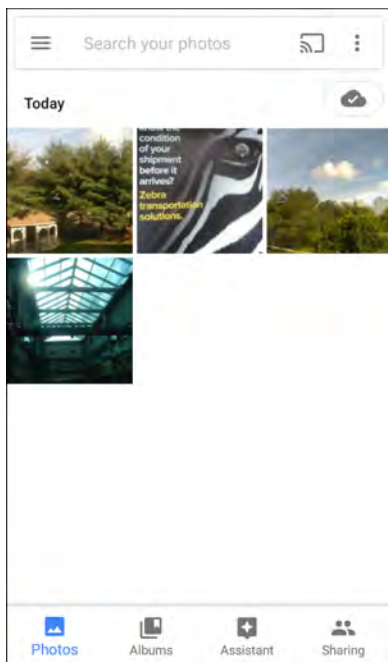 Search your photos
Today
know the
condition
of your
shipment
before it
arrives?
Zebra
transportation
solutions.
Photos
Albums
Assistant
Sharing